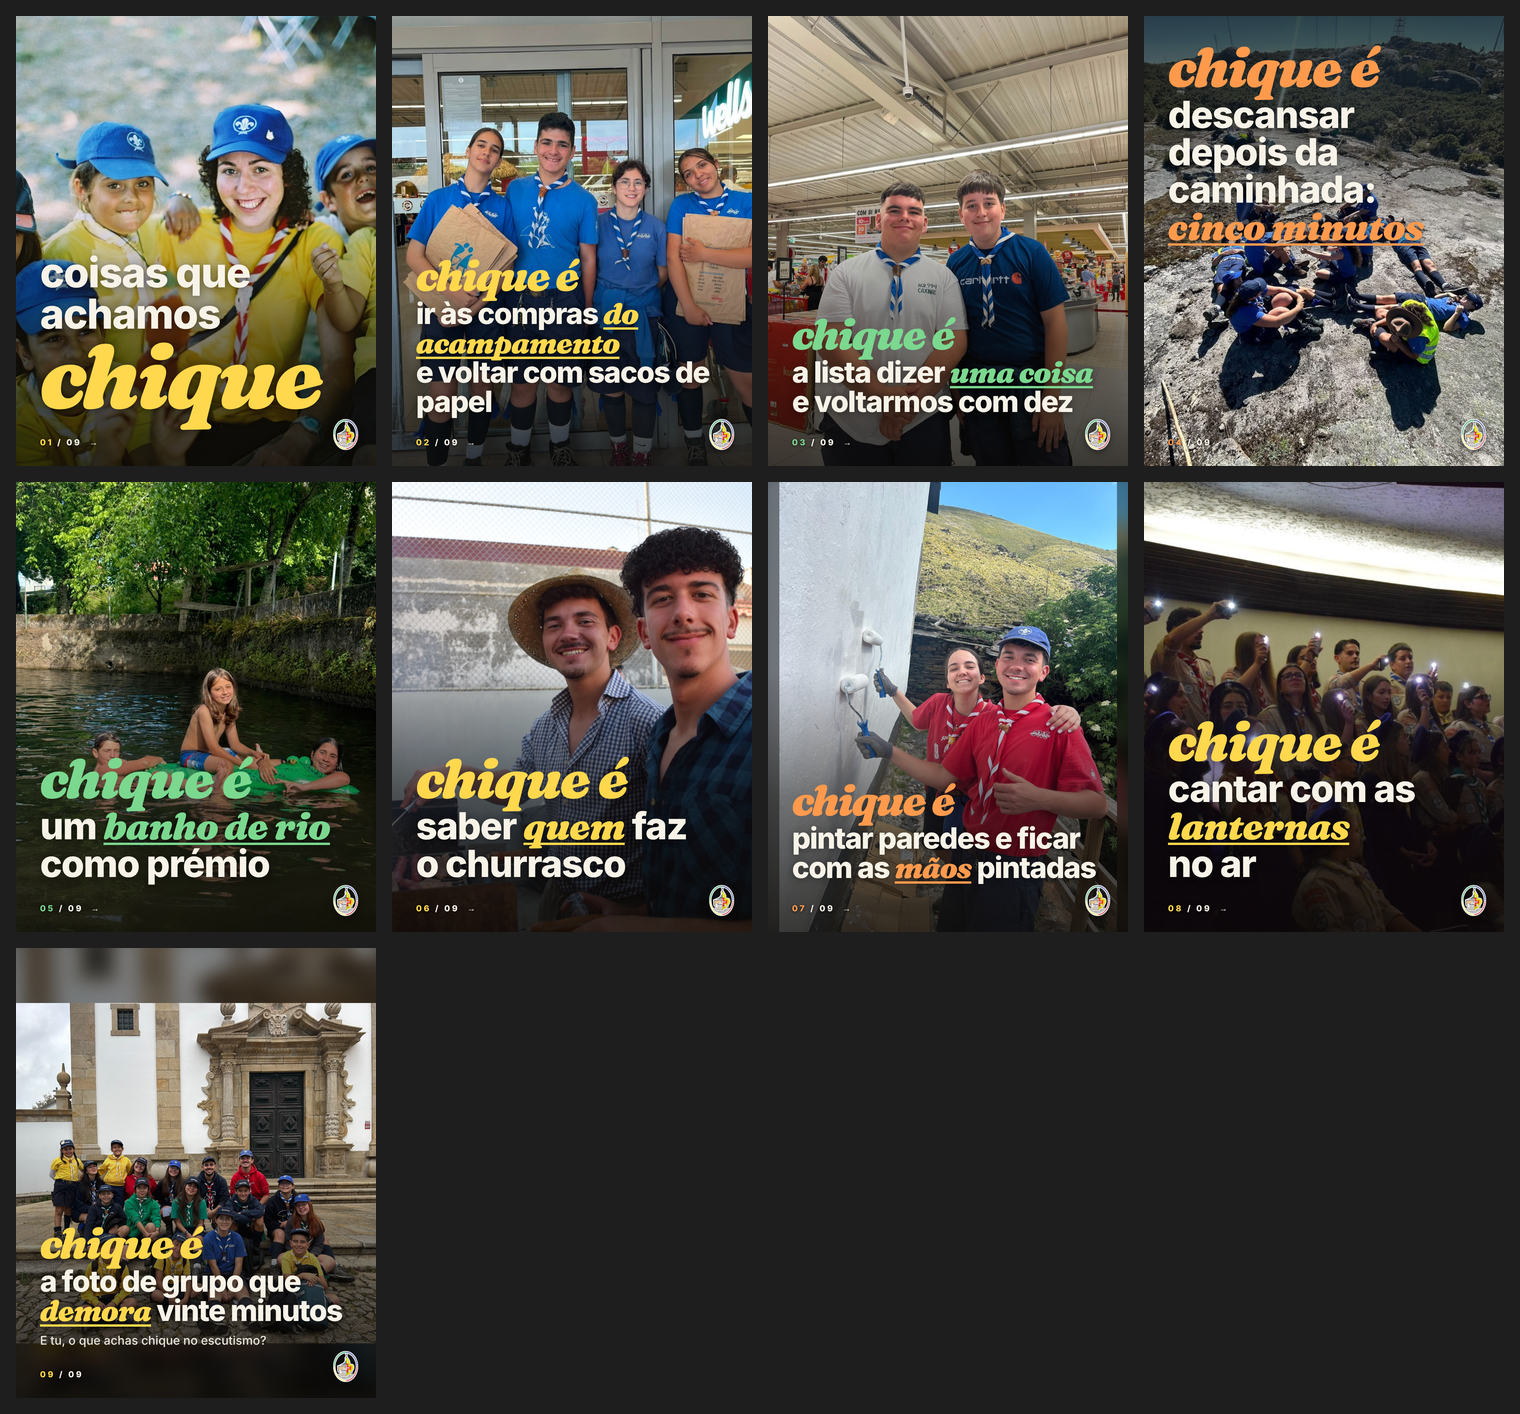 coisas que
achamos
chique
01 / 09 →
Wells
chique é
ir às compras do
acampamento
e voltar com sacos de
papel
02 / 09 →
carhartt
chique é
a lista dizer uma coisa
e voltarmos com dez
03 / 09 →
chique é
descansar
depois da
caminhada:
cinco minutos
04 / 09
chique é
um banho de rio
como prémio
05 / 09 →
chique é
saber quem faz
o churrasco
06 / 09 →
chique é
pintar paredes e ficar
com as mãos pintadas
07 / 09 →
chique é
cantar com as
lanternas
no ar
08 / 09 →
chique é
a foto de grupo que
demora vinte minutos
E tu, o que achas chique no escutismo?
09 / 09